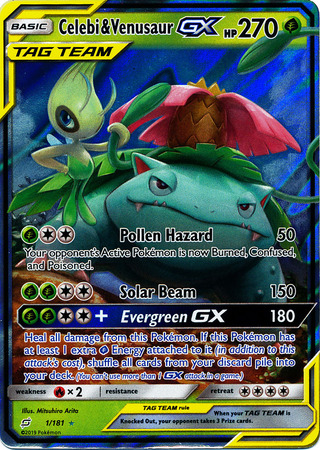 BASIC Celebi&Venusaur GX HP270
TAG TEAM
Pollen Hazard 50
Your opponent's Active Pokémon is now Burned, Confused,
and Poisoned.
Solar Beam 150
+ Evergreen GX 180
Heal all damage from this Pokémon. If this Pokémon has
at least 1 extra Energy attached to it (in addition to this
attack's cost), shuffle all cards from your discard pile into
your deck. (You can't use more than 1 GX attack in a game.)
weakness ×2 resistance retreat
Illus. Mitsuhiro Arita
TAG TEAM rule
1/181
When your TAG TEAM is
Knocked Out, your opponent takes 3 Prize cards.
©2019 Pokémon